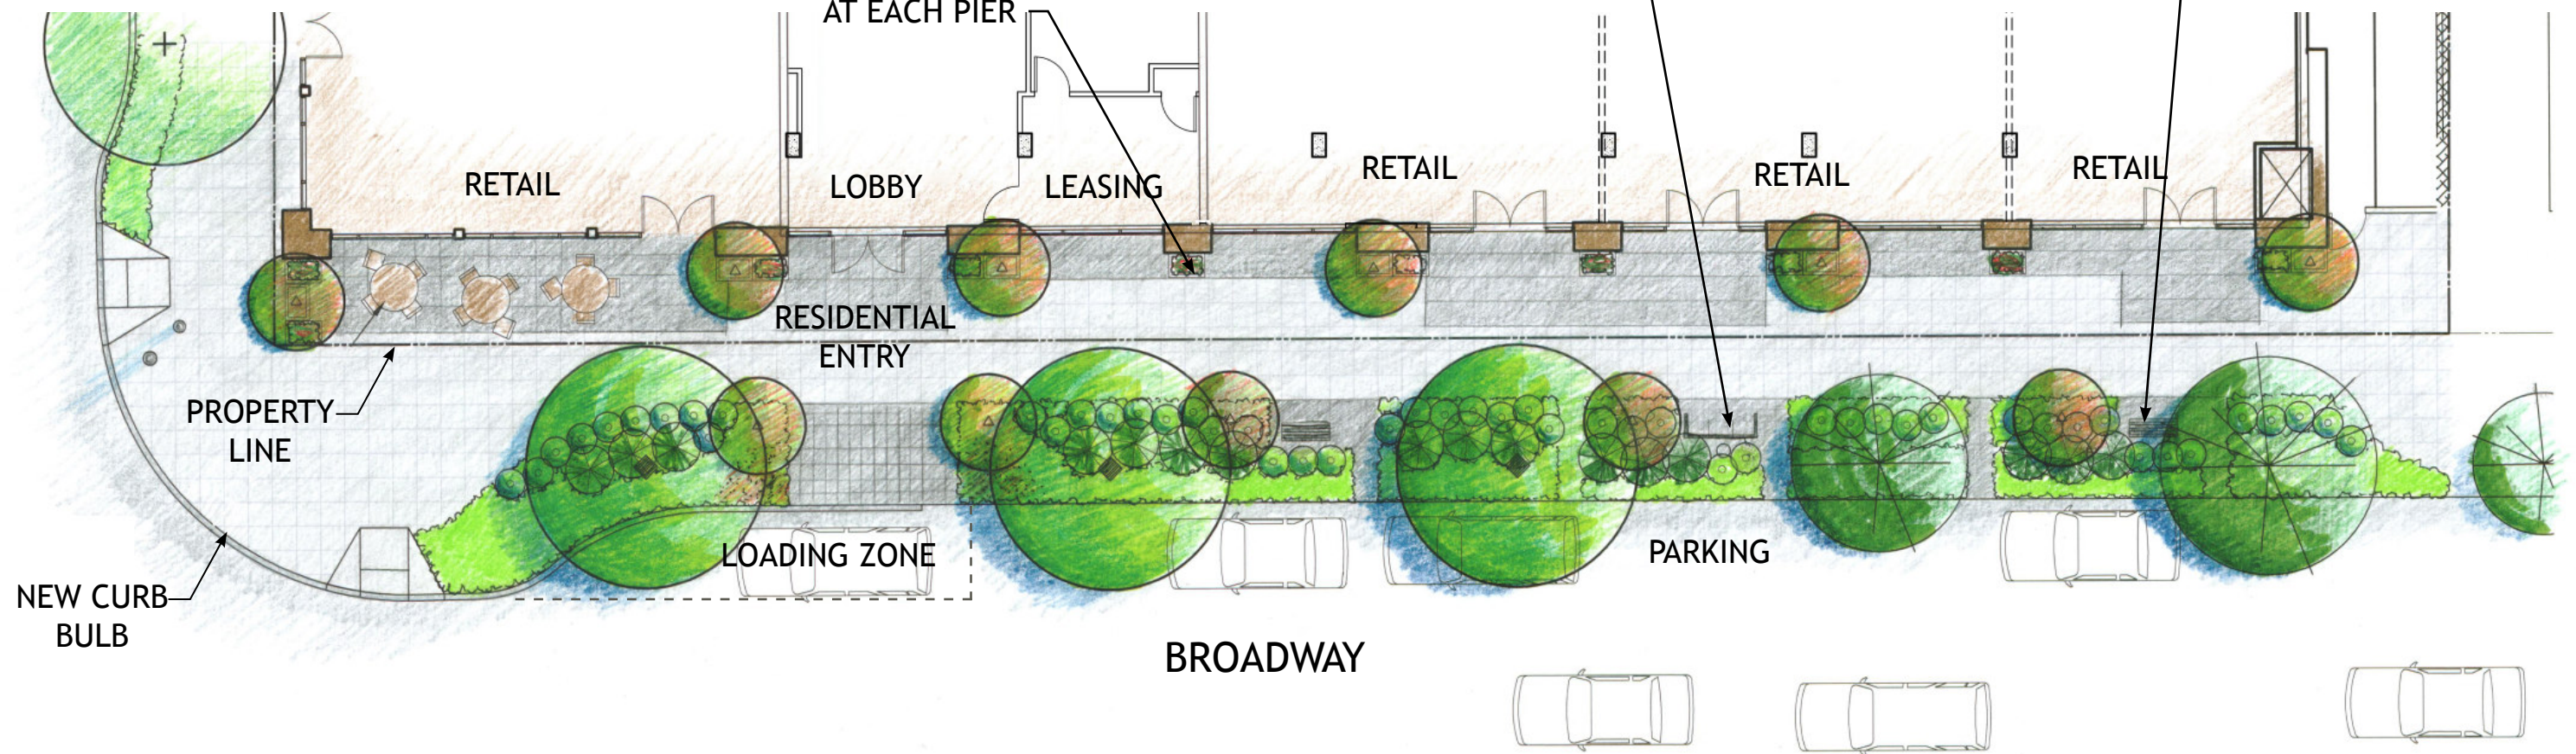 AT EACH PIER
RETAIL
LOBBY
LEASING
RETAIL
RETAIL
RETAIL
RESIDENTIAL
ENTRY
PROPERTY
LINE
LOADING ZONE
PARKING
NEW CURB
BULB
BROADWAY